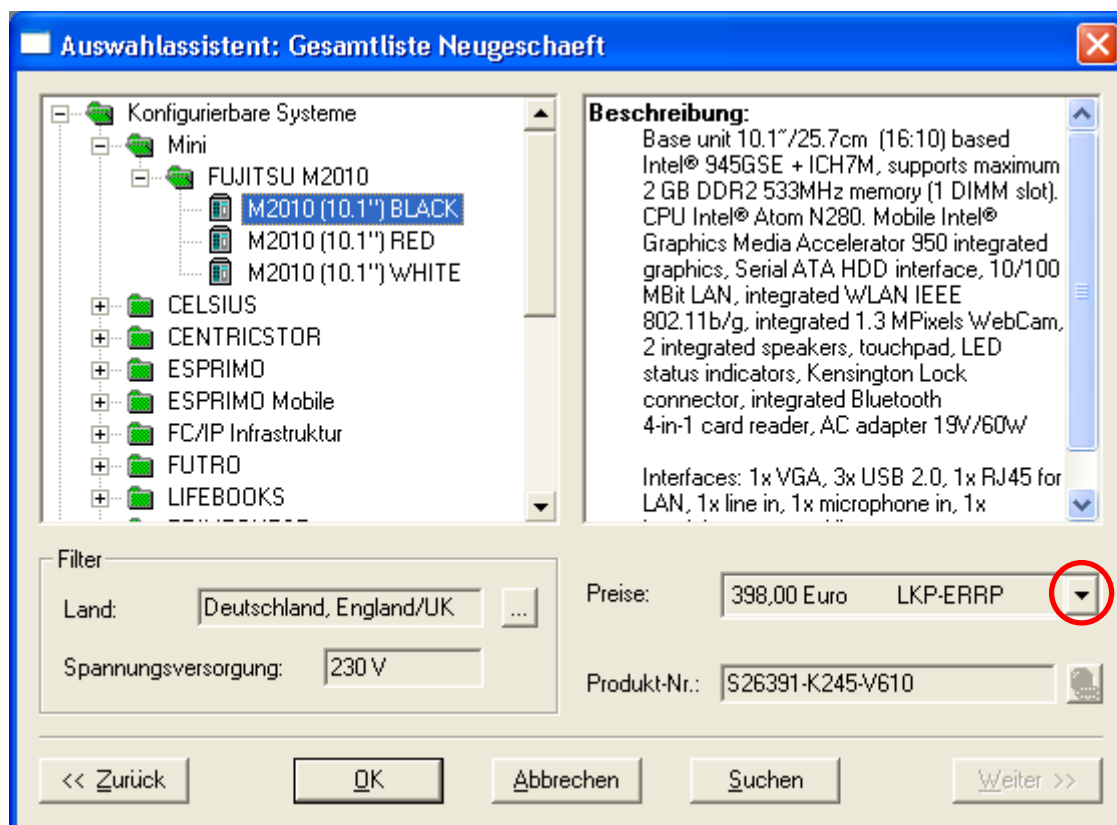 Auswahlassistent: Gesamtliste Neugeschaeft
Konfigurierbare Systeme
Mini
FUJITSU M2010
M2010 (10.1") BLACK
M2010 (10.1") RED
M2010 (10.1") WHITE
CELSIUS
CENTRICSTOR
ESPRIMO
ESPRIMO Mobile
FC/IP Infrastruktur
FUTRO
LIFEBOOKS
Beschreibung:
Base unit 10.1"/25.7cm (16:10) based
Intel® 945GSE + ICH7M, supports maximum
2 GB DDR2 533MHz memory (1 DIMM slot).
CPU Intel® Atom N280. Mobile Intel®
Graphics Media Accelerator 950 integrated
graphics, Serial ATA HDD interface, 10/100
MBit LAN, integrated WLAN IEEE
802.11b/g, integrated 1.3 MPixels WebCam,
2 integrated speakers, touchpad, LED
status indicators, Kensington Lock
connector, integrated Bluetooth
4-in-1 card reader, AC adapter 19V/60W
Interfaces: 1x VGA, 3x USB 2.0, 1x RJ45 for
LAN, 1x line in, 1x microphone in, 1x
Filter
Land: Deutschland, England/UK ...
Spannungsversorgung: 230 V
Preise: 398,00 Euro LKP-ERRP
Produkt-Nr.: S26391-K245-V610
<< Zurück OK Abbrechen Suchen Weiter >>